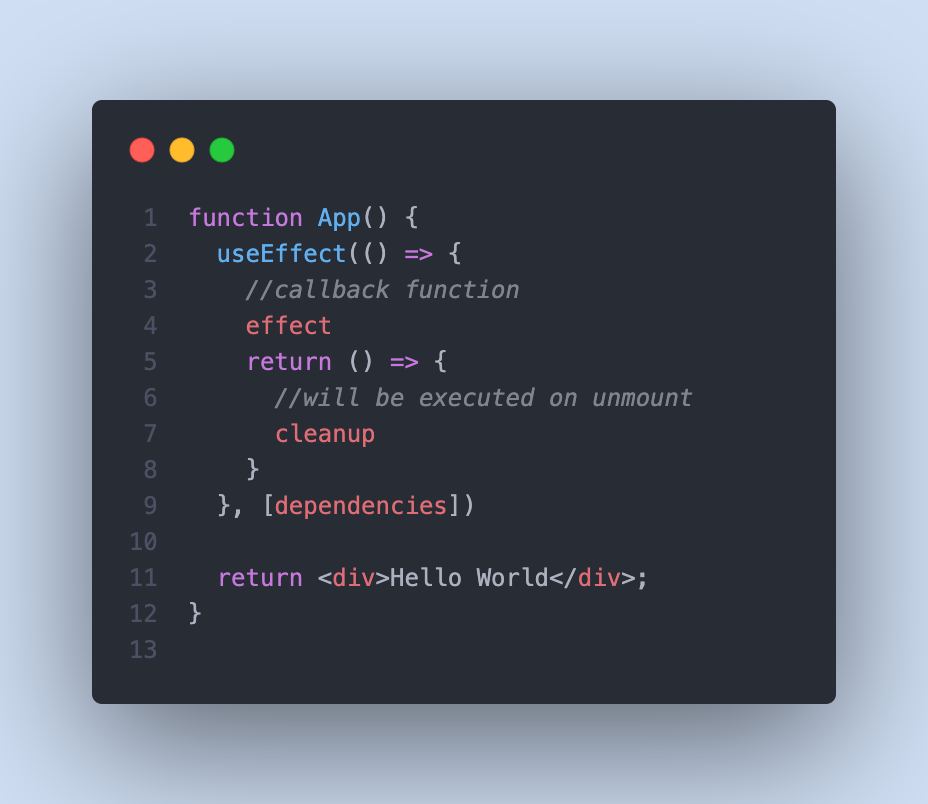 1 function App() {
2 useEffect(() => {
3 //callback function
4 effect
5 return () => {
6 //will be executed on unmount
7 cleanup
8 }
9 }, [dependencies])
10
11 return <div>Hello World</div>;
12 }
13